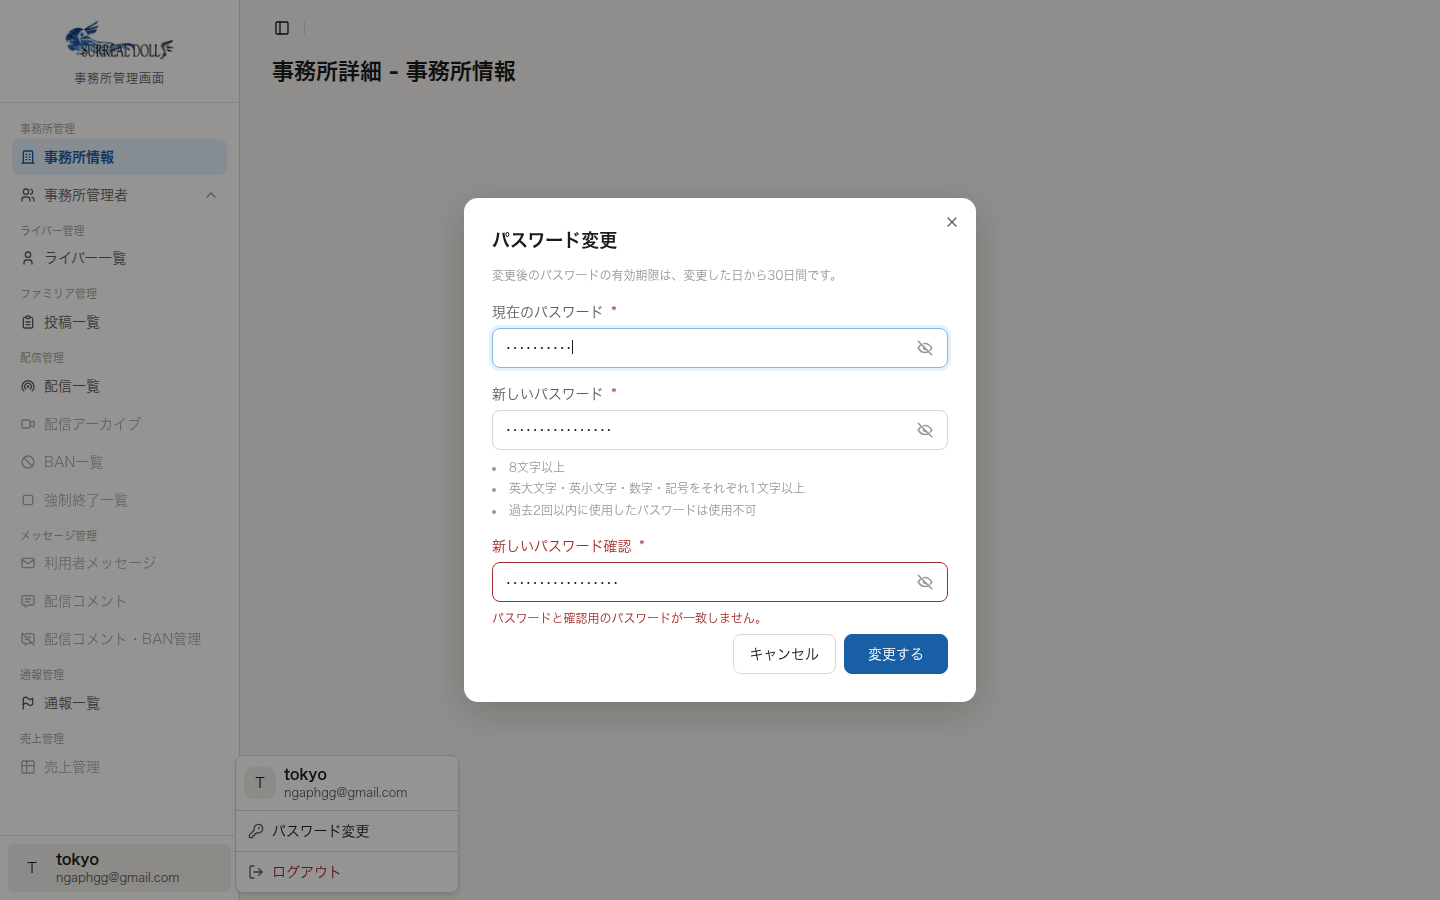 SURREAL DOLL
事務所管理画面
事務所管理
事務所情報
事務所管理者
ライバー管理
ライバー一覧
ファミリア管理
投稿一覧
配信管理
配信一覧
配信アーカイブ
BAN一覧
強制終了一覧
メッセージ管理
利用者メッセージ
配信コメント
配信コメント・BAN管理
通報管理
通報一覧
売上管理
売上管理
T
tokyo
ngaphgg@gmail.com
事務所詳細 - 事務所情報
パスワード変更
変更後のパスワードの有効期限は、変更した日から30日間です。
現在のパスワード *
新しいパスワード *
• 8文字以上
• 英大文字・英小文字・数字・記号をそれぞれ1文字以上
• 過去2回以内に使用したパスワードは使用不可
新しいパスワード確認 *
パスワードと確認用のパスワードが一致しません。
キャンセル
変更する
T
tokyo
ngaphgg@gmail.com
パスワード変更
ログアウト